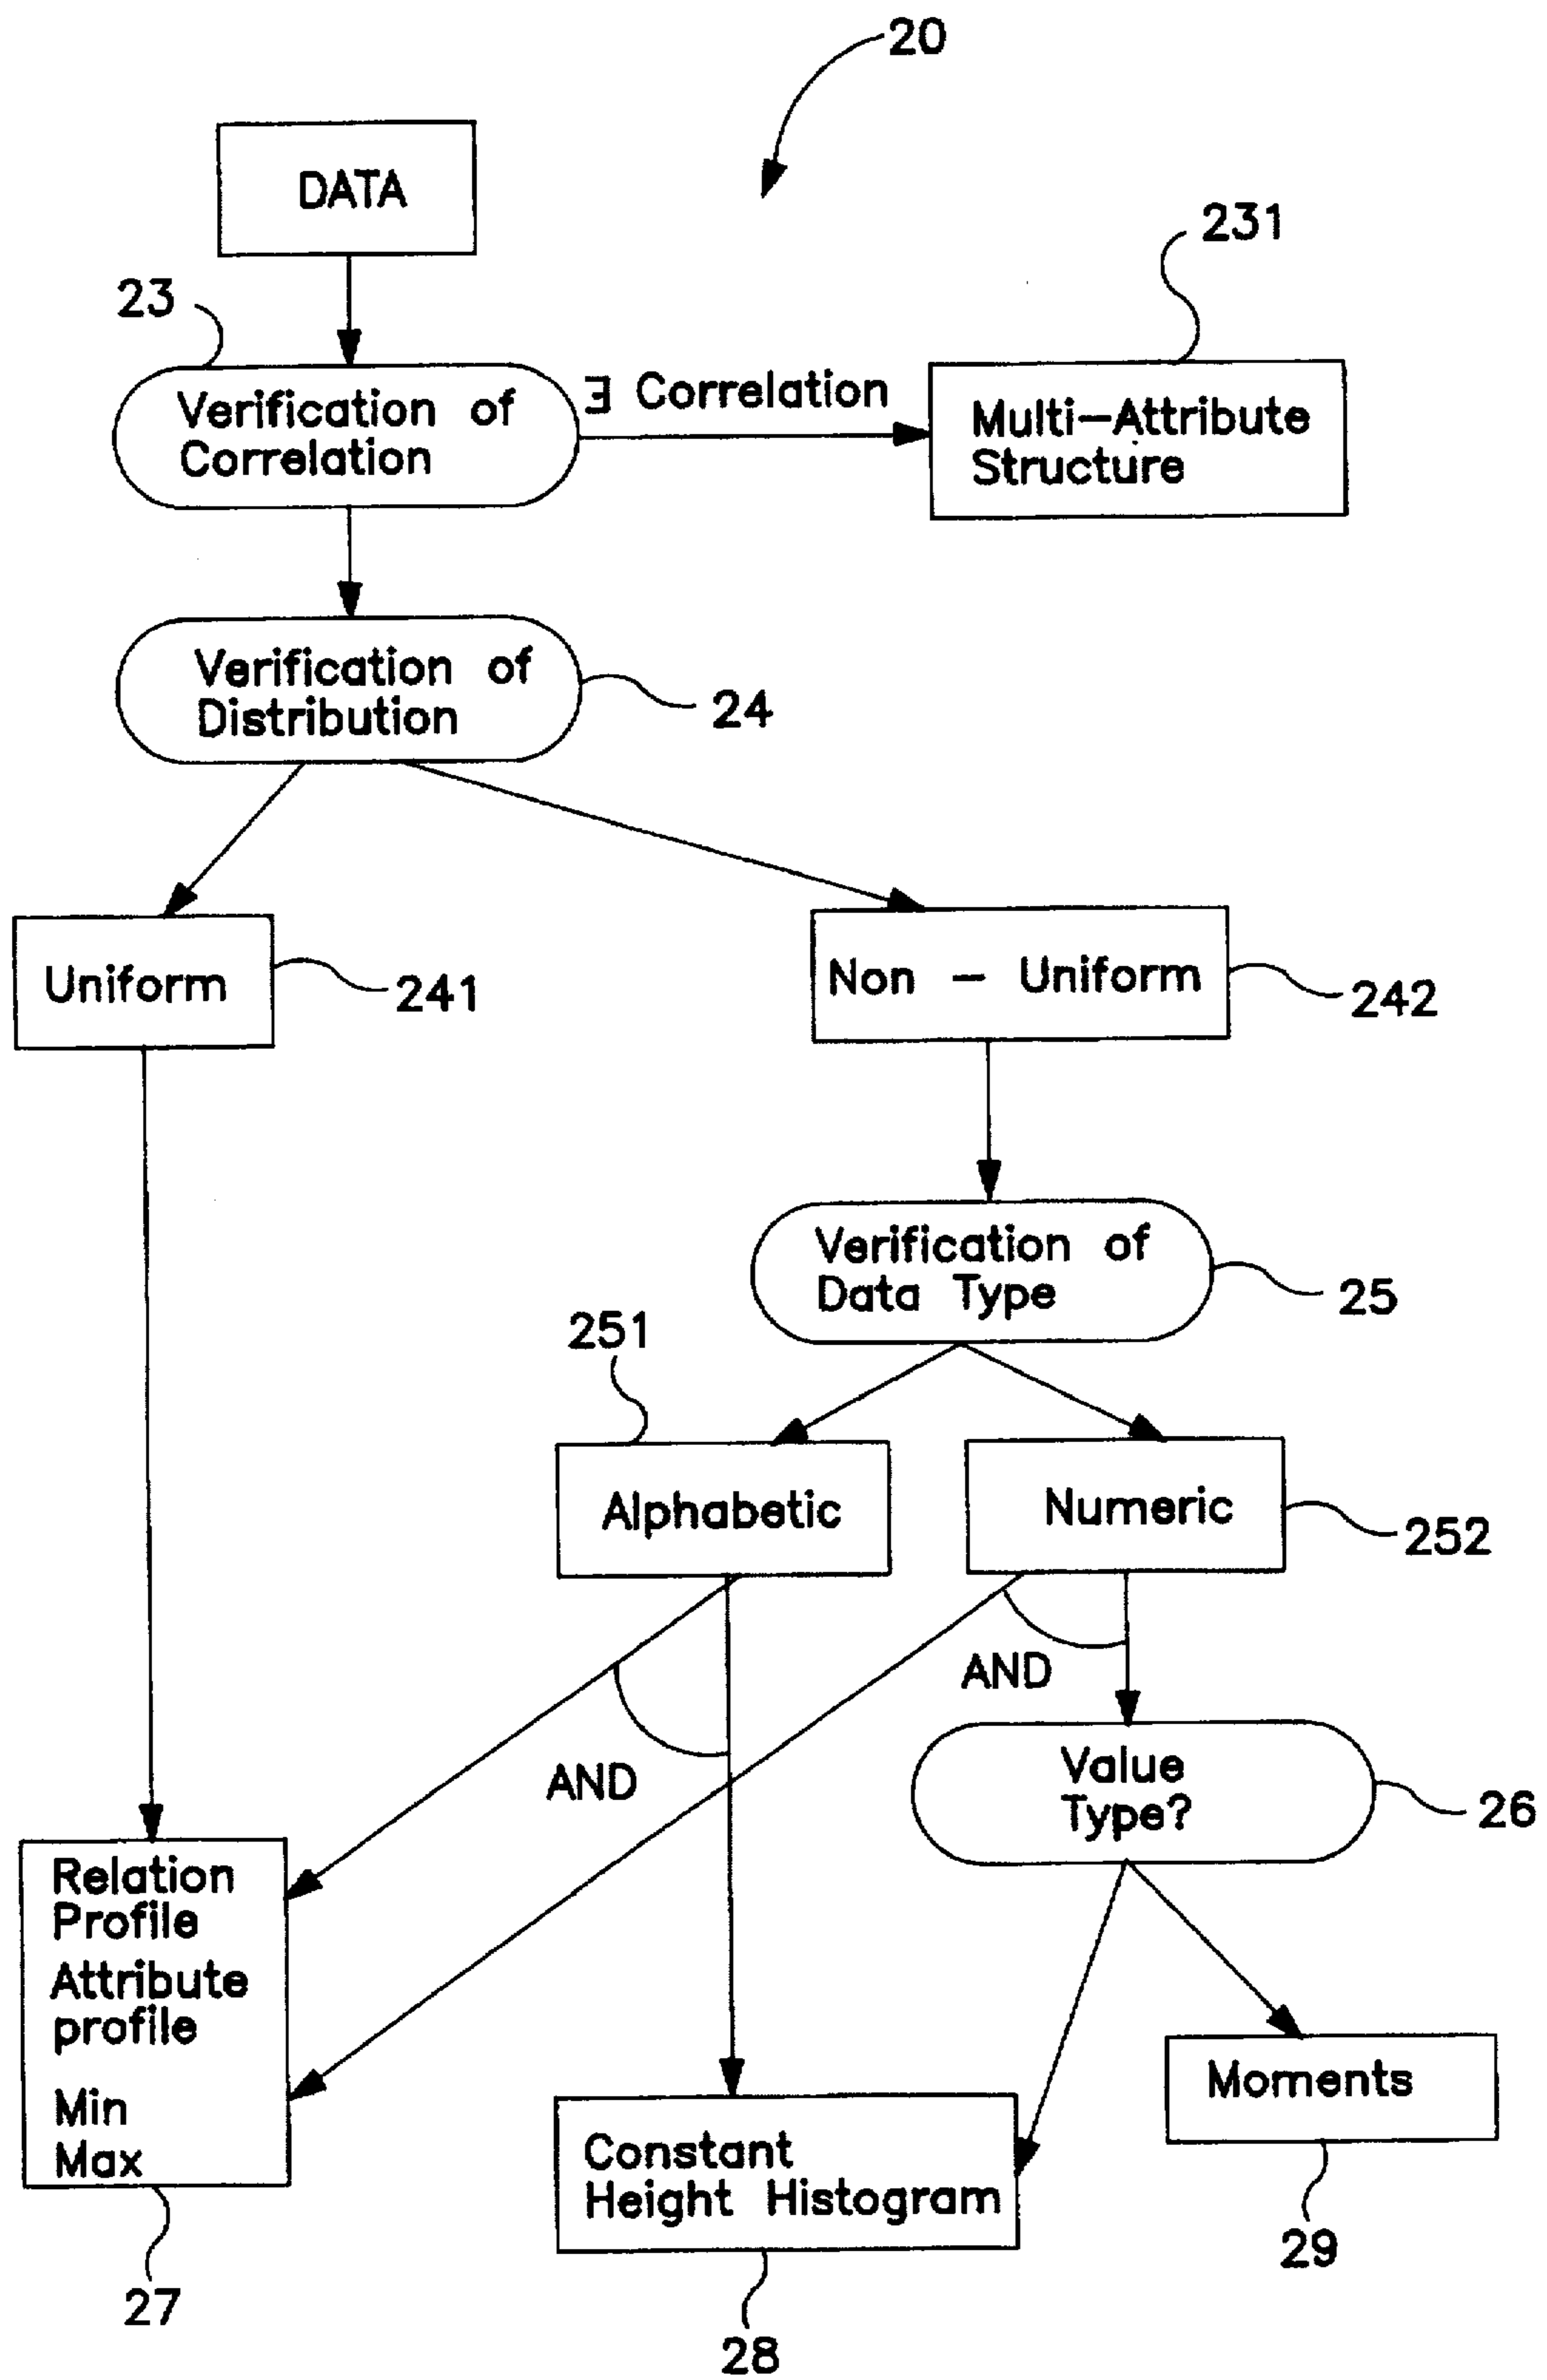 20
DATA
231
23
Verification of
Correlation
∃ Correlation
Multi-Attribute
Structure
Verification of
Distribution
24
Uniform
241
Non - Uniform
242
Verification of
Data Type
25
251
Alphabetic
Numeric
252
AND
AND
Value
Type?
26
Relation
Profile
Attribute
profile
Min
Max
Moments
Constant
Height Histogram
29
27
28